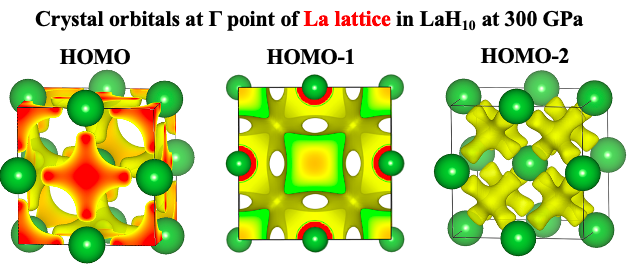 Crystal orbitals at Γ point of La lattice in LaH₁₀ at 300 GPa
HOMO HOMO-1 HOMO-2